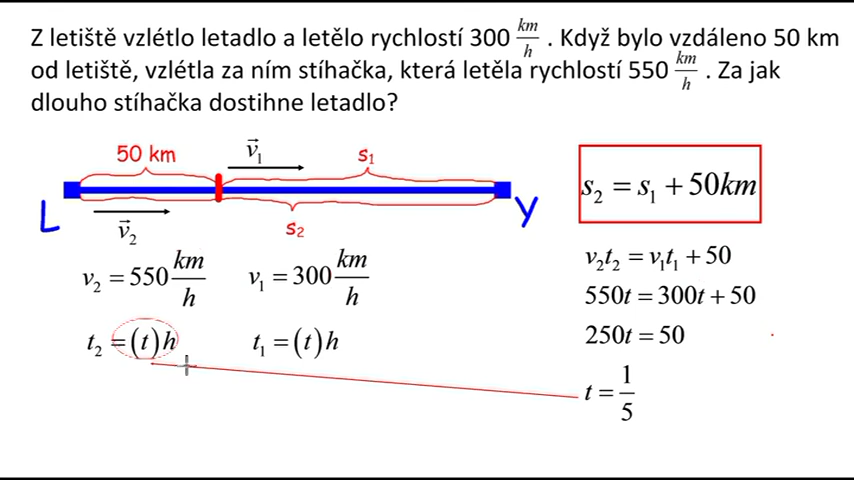 Z letiště vzlétlo letadlo a letělo rychlostí 300 km/h . Když bylo vzdáleno 50 km
od letiště, vzlétla za ním stíhačka, která letěla rychlostí 550 km/h . Za jak
dlouho stíhačka dostihne letadlo?
50 km
v⃗₁
s₁
L
v⃗₂
s₂
Y
s₂ = s₁ + 50km
v₂ = 550 km/h
v₁ = 300 km/h
t₂ = (t)h
t₁ = (t)h
v₂t₂ = v₁t₁ + 50
550t = 300t + 50
250t = 50
t = 1/5